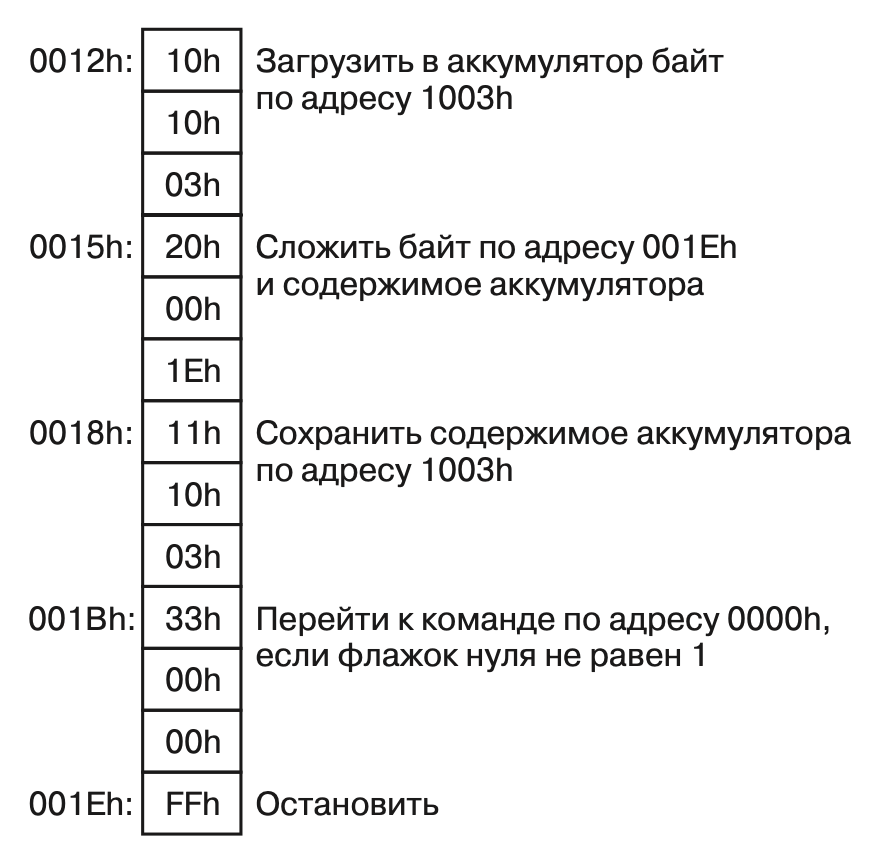 0012h: 10h Загрузить в аккумулятор байт
по адресу 1003h
10h
03h
0015h: 20h Сложить байт по адресу 001Eh
и содержимое аккумулятора
00h
1Eh
0018h: 11h Сохранить содержимое аккумулятора
по адресу 1003h
10h
03h
001Bh: 33h Перейти к команде по адресу 0000h,
если флажок нуля не равен 1
00h
00h
001Eh: FFh Остановить